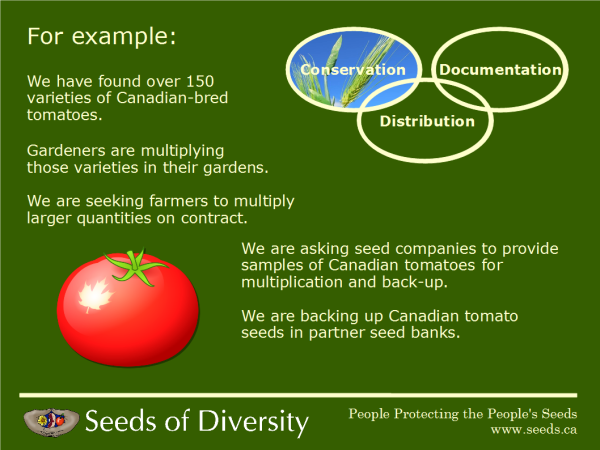 For example:
Conservation
Documentation
Distribution
We have found over 150
varieties of Canadian-bred
tomatoes.
Gardeners are multiplying
those varieties in their gardens.
We are seeking farmers to multiply
larger quantities on contract.
We are asking seed companies to provide
samples of Canadian tomatoes for
multiplication and back-up.
We are backing up Canadian tomato
seeds in partner seed banks.
Seeds of Diversity
People Protecting the People's Seeds
www.seeds.ca